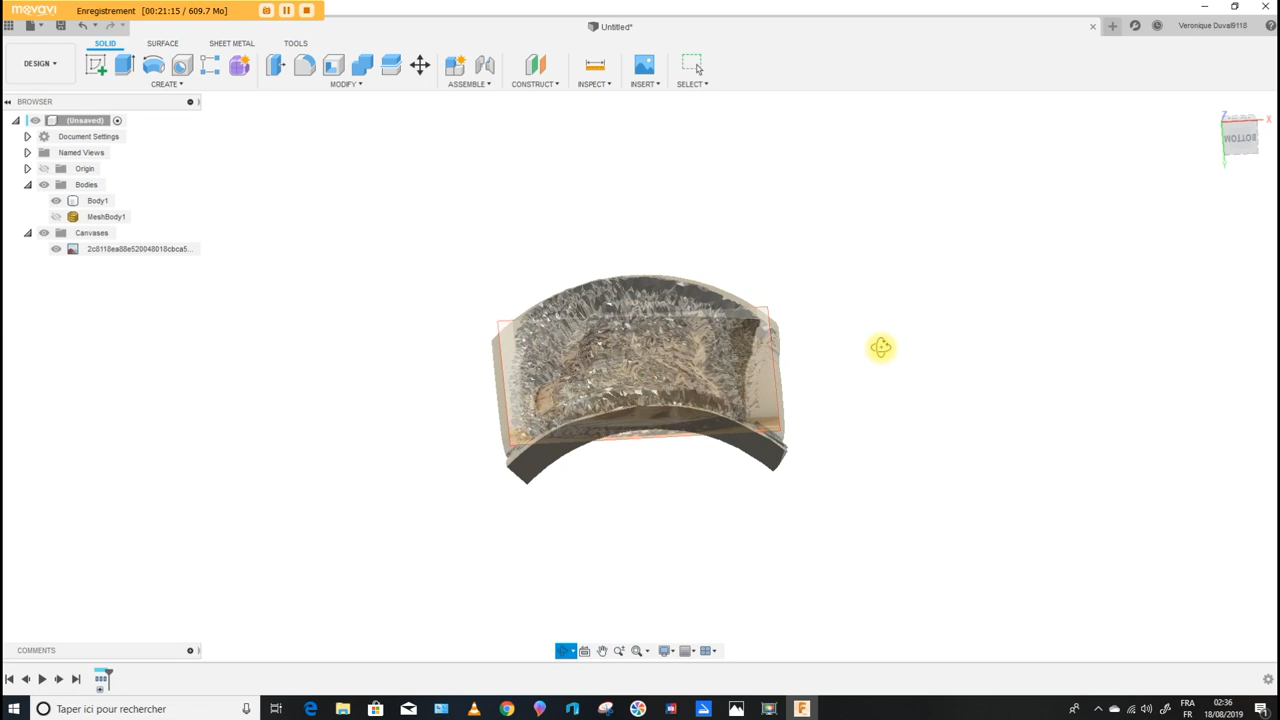 movavi Enregistrement [00:21:15 / 609.7 Mo]
Untitled*
Veronique Duval9118
DESIGN
SOLID SURFACE SHEET METAL TOOLS
CREATE MODIFY ASSEMBLE CONSTRUCT INSPECT INSERT SELECT
BROWSER
(Unsaved)
Document Settings
Named Views
Origin
Bodies
Body1
MeshBody1
Canvases
2c8118ea88e520048018cbca5...
Z
X
BOTTOM
Y
COMMENTS
Taper ici pour rechercher
FRA
FR
02:36
18/08/2019